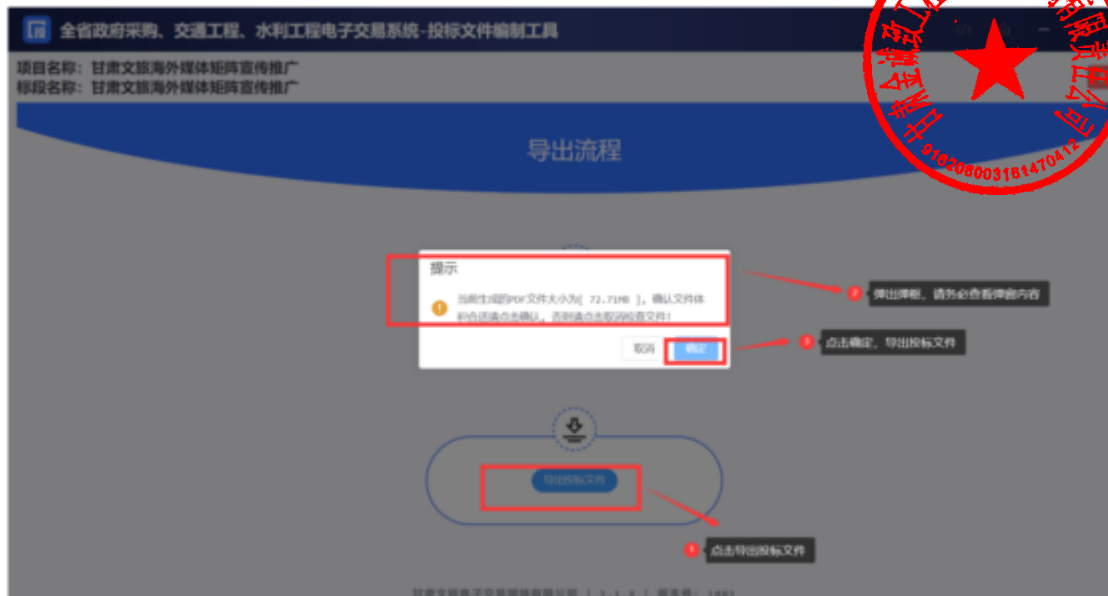 全省政府采购、交通工程、水利工程电子交易系统-投标文件编制工具
项目名称：甘肃文旅海外媒体矩阵宣传推广
标段名称：甘肃文旅海外媒体矩阵宣传推广
导出流程
提示
当前生成的PDF文件大小为[ 72.71MB ]，确认文件体
积合适请点击确认，否则请点击取消检查文件！
取消 确定
2 弹出弹框，请务必查看弹窗内容
3 点击确定，导出投标文件
导出投标文件
1 点击导出投标文件